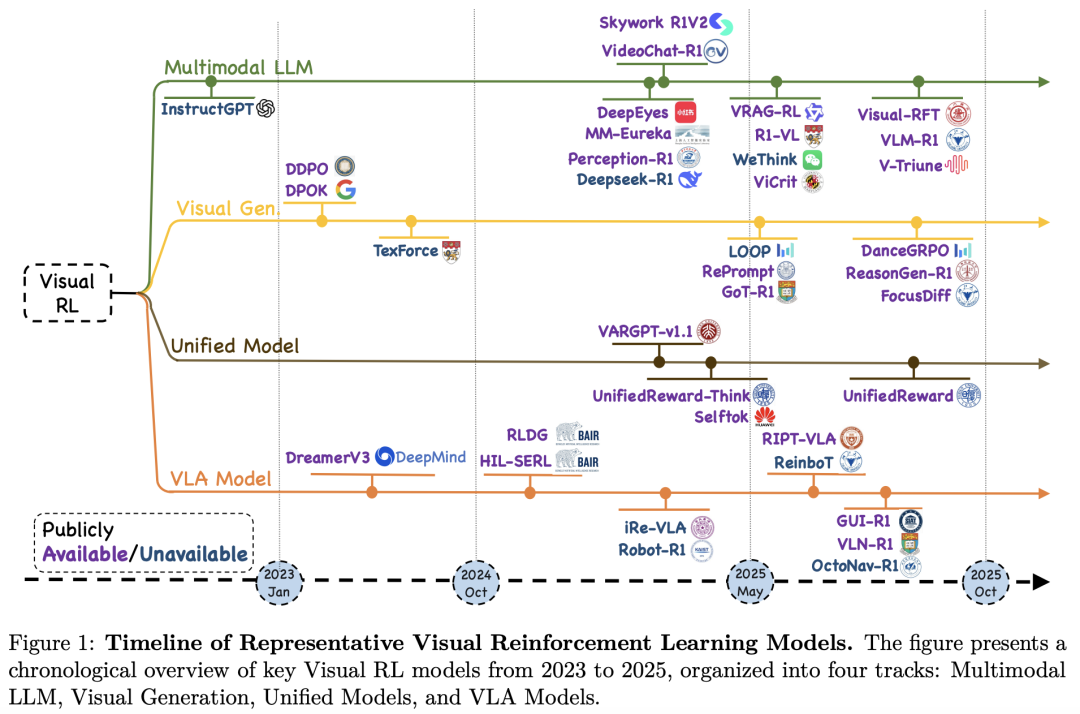 Skywork R1V2
VideoChat-R1
Multimodal LLM
InstructGPT
DeepEyes
MM-Eureka
Perception-R1
Deepseek-R1
VRAG-RL
R1-VL
WeThink
ViCrit
Visual-RFT
VLM-R1
V-Triune
DDPO
DPOK
Visual Gen.
TexForce
LOOP
RePrompt
GoT-R1
DanceGRPO
ReasonGen-R1
FocusDiff
Visual
RL
VARGPT-v1.1
Unified Model
UnifiedReward-Think
Selftok
HUAWEI
UnifiedReward
RLDG
BAIR
HIL-SERL
BAIR
DreamerV3
DeepMind
RIPT-VLA
ReinboT
VLA Model
iRe-VLA
Robot-R1
KAIST
GUI-R1
VLN-R1
OctoNav-R1
Publicly
Available/Unavailable
2023
Jan
2024
Oct
2025
May
2025
Oct
Figure 1: Timeline of Representative Visual Reinforcement Learning Models. The figure presents a
chronological overview of key Visual RL models from 2023 to 2025, organized into four tracks: Multimodal
LLM, Visual Generation, Unified Models, and VLA Models.